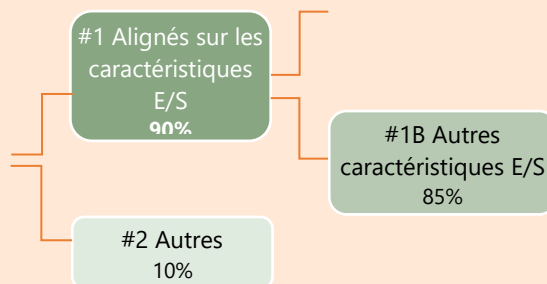 #1 Alignés sur les
caractéristiques
E/S
90%
#1B Autres
caractéristiques E/S
85%
#2 Autres
10%